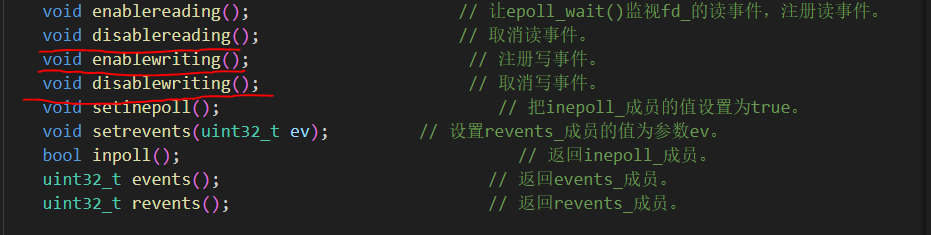 void enablereading(); // 让epoll_wait()监视fd_的读事件，注册读事件。
void disablereading(); // 取消读事件。
void enablewriting(); // 注册写事件。
void disablewriting(); // 取消写事件。
void setinepoll(); // 把inepoll_成员的值设置为true。
void setrevents(uint32_t ev); // 设置revents_成员的值为参数ev。
bool inpoll(); // 返回inepoll_成员。
uint32_t events(); // 返回events_成员。
uint32_t revents(); // 返回revents_成员。